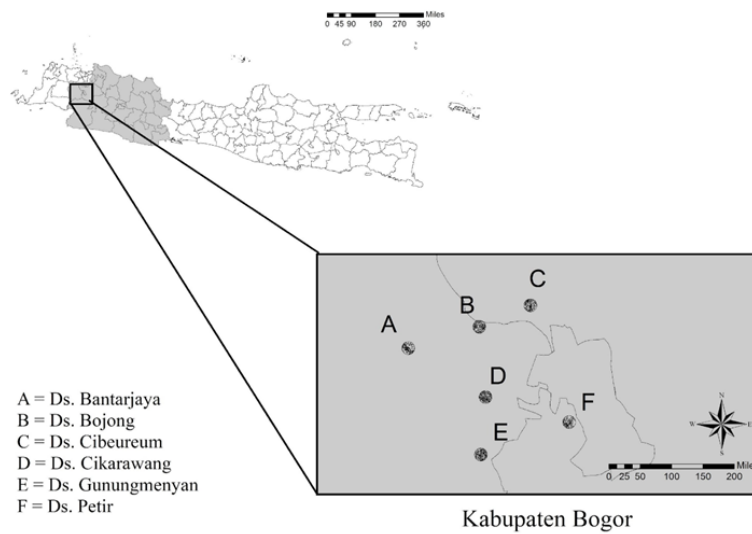 Miles
0 45 90 180 270 360
A
B
C
D
E
F
N
W E
S
Mile
0 25 50 100 150 200
A = Ds. Bantarjaya
B = Ds. Bojong
C = Ds. Cibeureum
D = Ds. Cikarawang
E = Ds. Gunungmenyan
F = Ds. Petir
Kabupaten Bogor